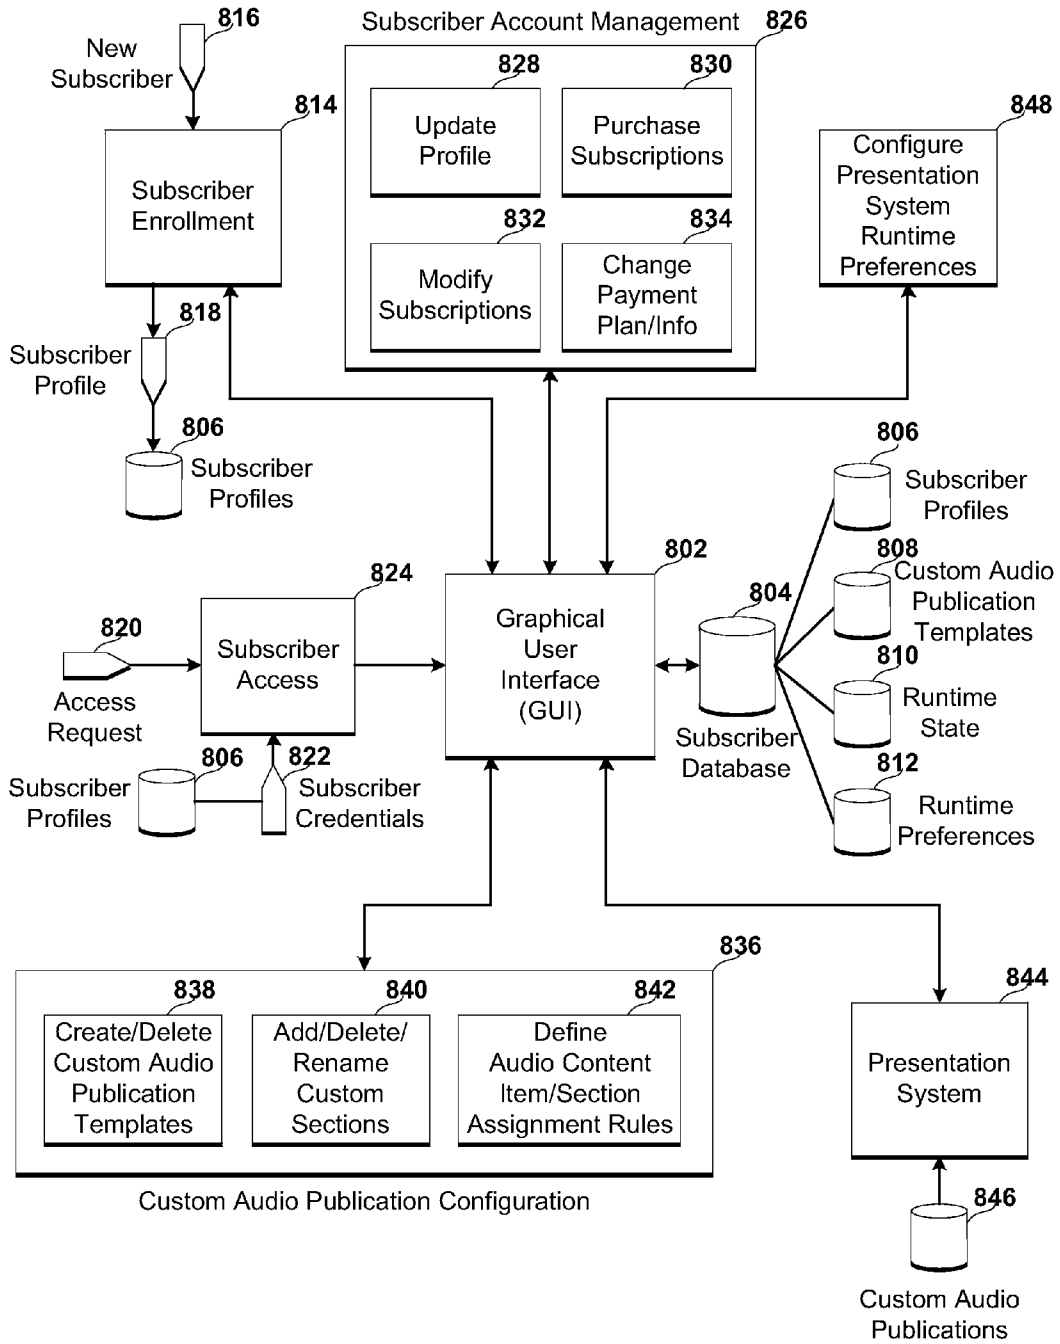 816
New
Subscriber
814
Subscriber
Enrollment
818
Subscriber
Profile
806
Subscriber
Profiles
Subscriber Account Management
826
828
Update
Profile
830
Purchase
Subscriptions
832
Modify
Subscriptions
834
Change
Payment
Plan/Info
848
Configure
Presentation
System
Runtime
Preferences
820
Access
Request
824
Subscriber
Access
806
Subscriber
Profiles
822
Subscriber
Credentials
802
Graphical
User
Interface
(GUI)
804
Subscriber
Database
806
Subscriber
Profiles
808
Custom Audio
Publication
Templates
810
Runtime
State
812
Runtime
Preferences
836
838
Create/Delete
Custom Audio
Publication
Templates
840
Add/Delete/
Rename
Custom
Sections
842
Define
Audio Content
Item/Section
Assignment Rules
Custom Audio Publication Configuration
844
Presentation
System
846
Custom Audio
Publications